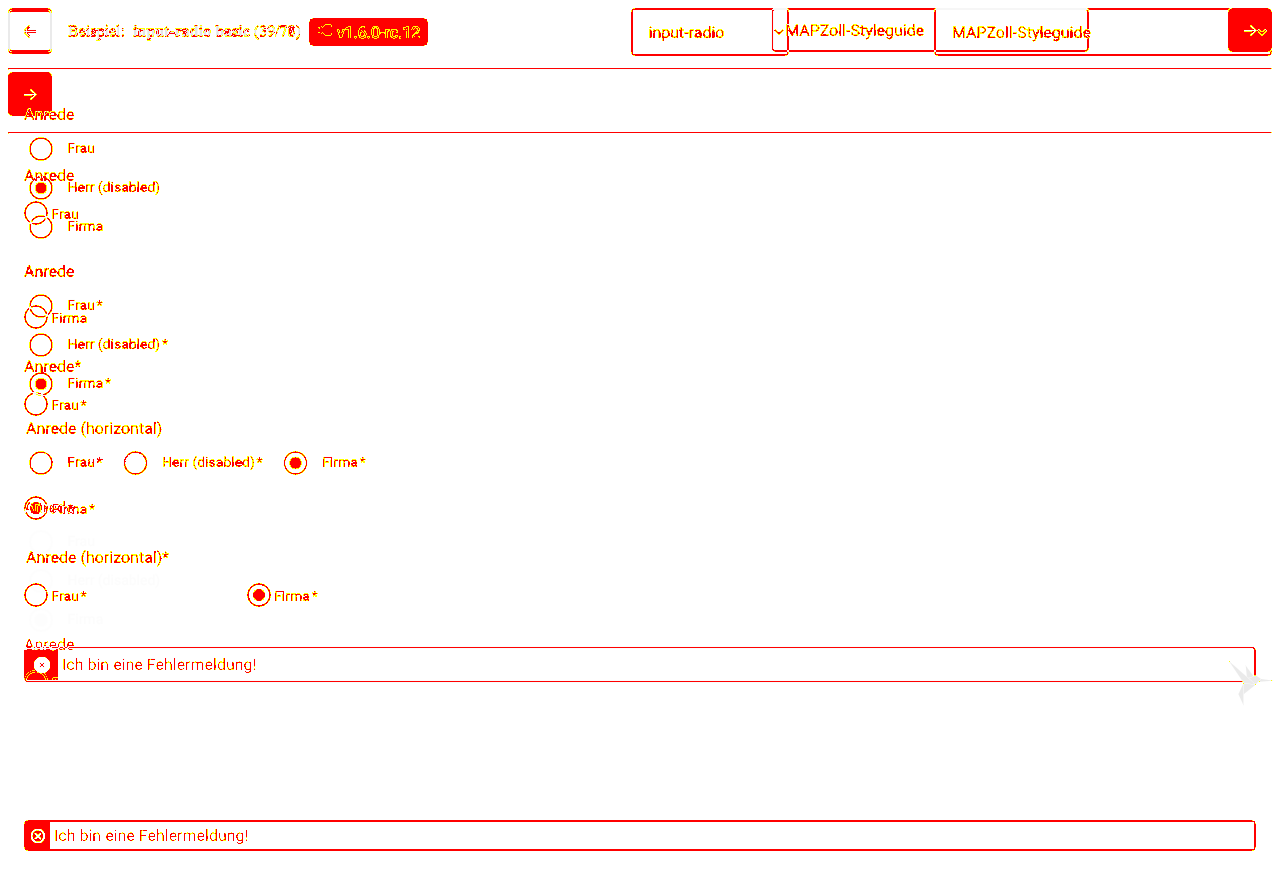 Beispiel: input-radio basic (39/70) v1.6.0-rc.12 input-radio MAPZoll-Styleguide MAPZoll-Styleguide
Anrede
Frau
Anrede
Herr (disabled)
Frau
Firma
Anrede
Frau*
Firma
Herr (disabled)*
Anrede*
Firma*
Frau*
Anrede (horizontal)
Frau* Herr (disabled)* Firma*
Firma*
Anrede (horizontal)*
Frau* Firma*
Anrede
Ich bin eine Fehlermeldung!
Ich bin eine Fehlermeldung!